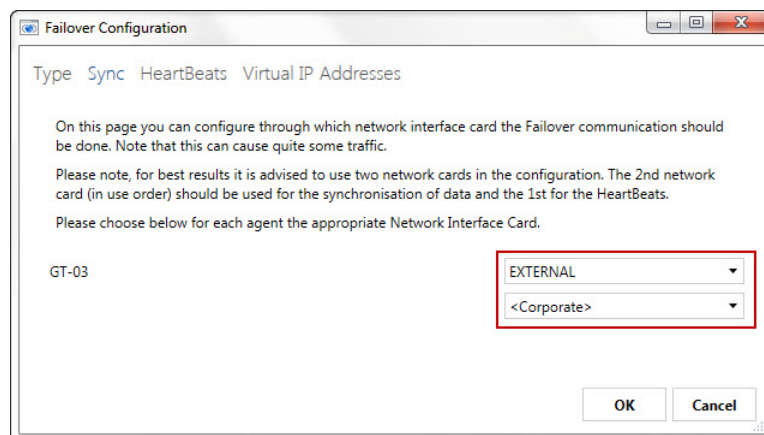 Failover Configuration
Type Sync HeartBeats Virtual IP Addresses
On this page you can configure through which network interface card the Failover communication should
be done. Note that this can cause quite some traffic.
Please note, for best results it is advised to use two network cards in the configuration. The 2nd network
card (in use order) should be used for the synchronisation of data and the 1st for the HeartBeats.
Please choose below for each agent the appropriate Network Interface Card.
GT-03 EXTERNAL
<Corporate>
OK Cancel